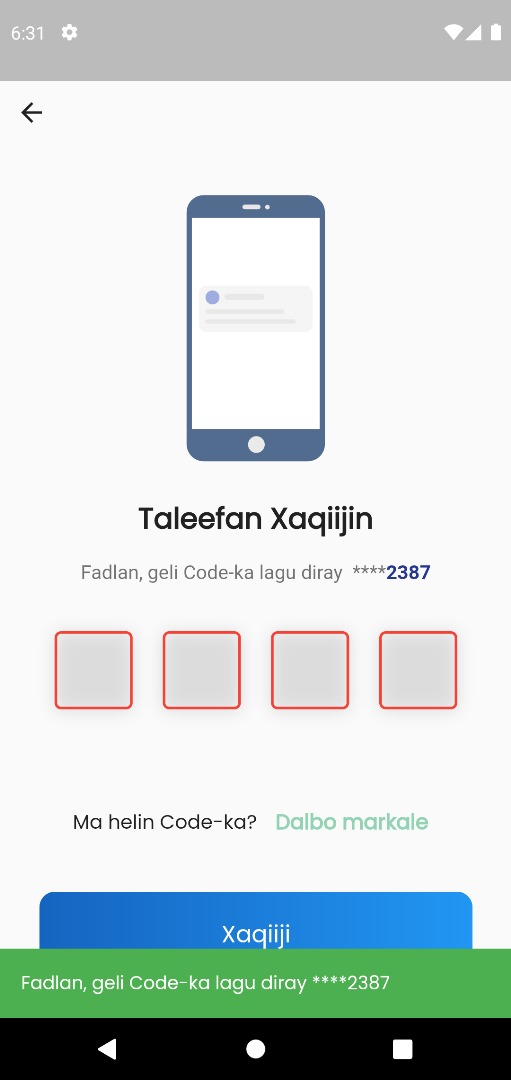 6:31
Taleefan Xaqiijin
Fadlan, geli Code-ka lagu diray ****2387
Ma helin Code-ka? Dalbo markale
Xaqiiji
Fadlan, geli Code-ka lagu diray ****2387